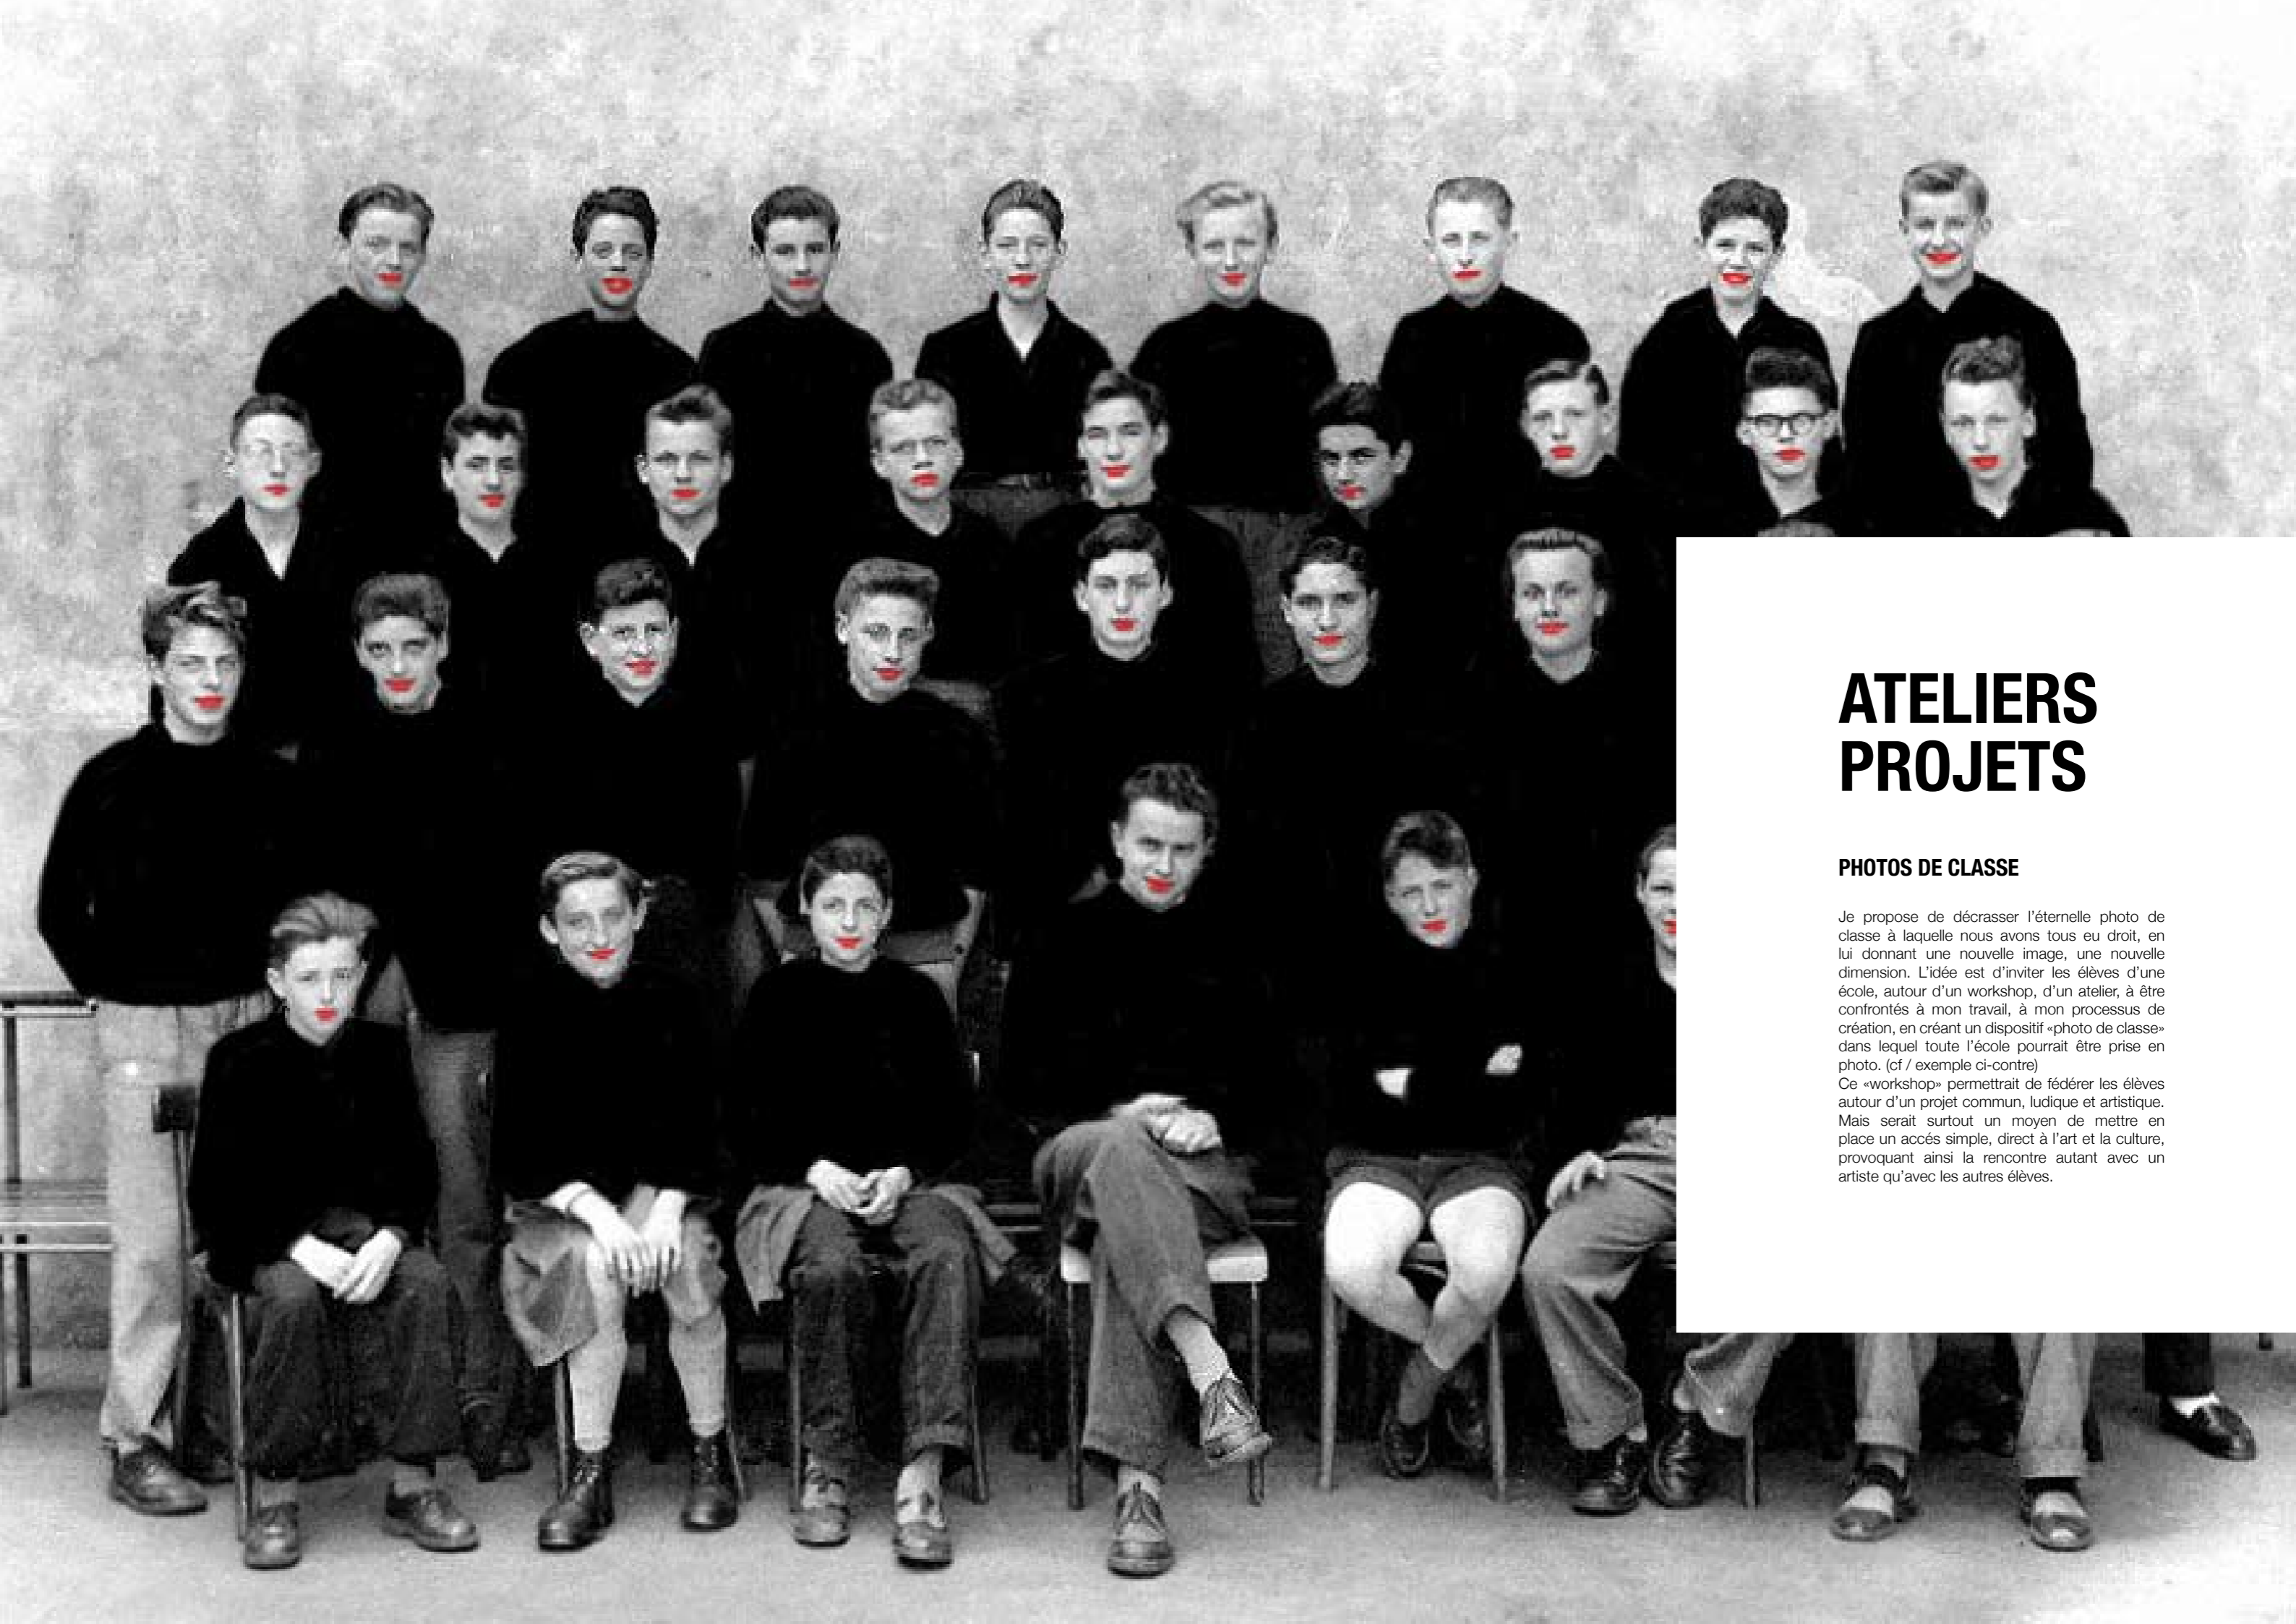 ATELIERS
PROJETS
PHOTOS DE CLASSE
Je propose de décrasser l’éternelle photo de
classe à laquelle nous avons tous eu droit, en
lui donnant une nouvelle image, une nouvelle
dimension. L’idée est d’inviter les élèves d’une
école, autour d’un workshop, d’un atelier, à être
confrontés à mon travail, à mon processus de
création, en créant un dispositif «photo de classe»
dans lequel toute l’école pourrait être prise en
photo. (cf / exemple ci-contre)
Ce «workshop» permettrait de fédérer les élèves
autour d’un projet commun, ludique et artistique.
Mais serait surtout un moyen de mettre en
place un accés simple, direct à l’art et la culture,
provoquant ainsi la rencontre autant avec un
artiste qu’avec les autres élèves.